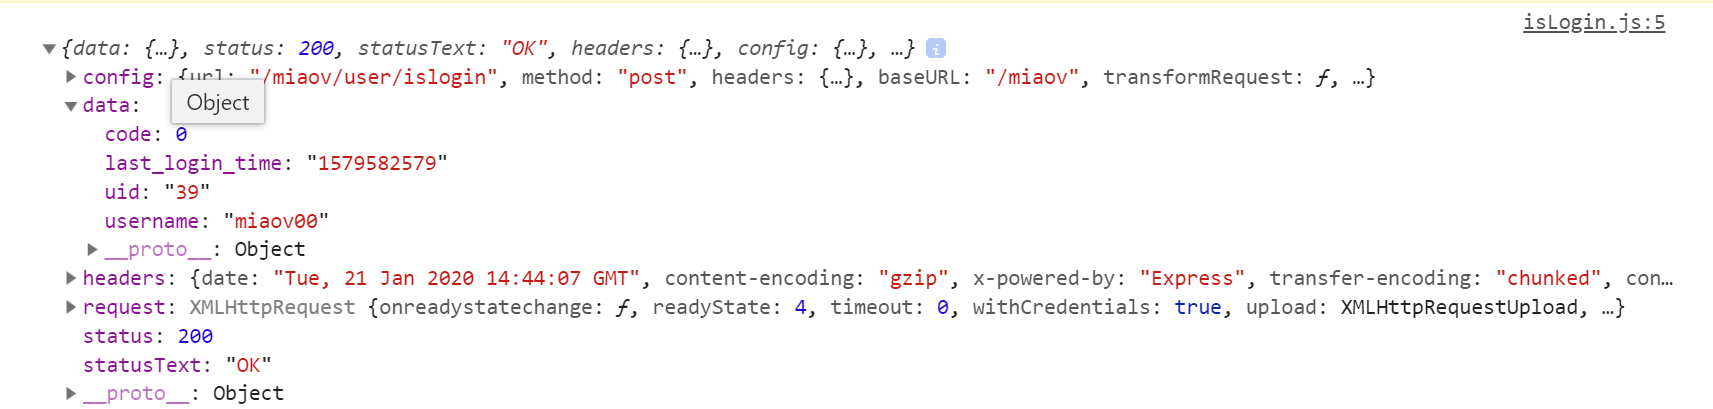 isLogin.js:5
▼{data: {…}, status: 200, statusText: "OK", headers: {…}, config: {…}, …} i
▶config: {url: "/miaov/user/islogin", method: "post", headers: {…}, baseURL: "/miaov", transformRequest: ƒ, …}
▼data:
Object
code: 0
last_login_time: "1579582579"
uid: "39"
username: "miaov00"
▶__proto__: Object
▶headers: {date: "Tue, 21 Jan 2020 14:44:07 GMT", content-encoding: "gzip", x-powered-by: "Express", transfer-encoding: "chunked", con…
▶request: XMLHttpRequest {onreadystatechange: ƒ, readyState: 4, timeout: 0, withCredentials: true, upload: XMLHttpRequestUpload, …}
status: 200
statusText: "OK"
▶__proto__: Object